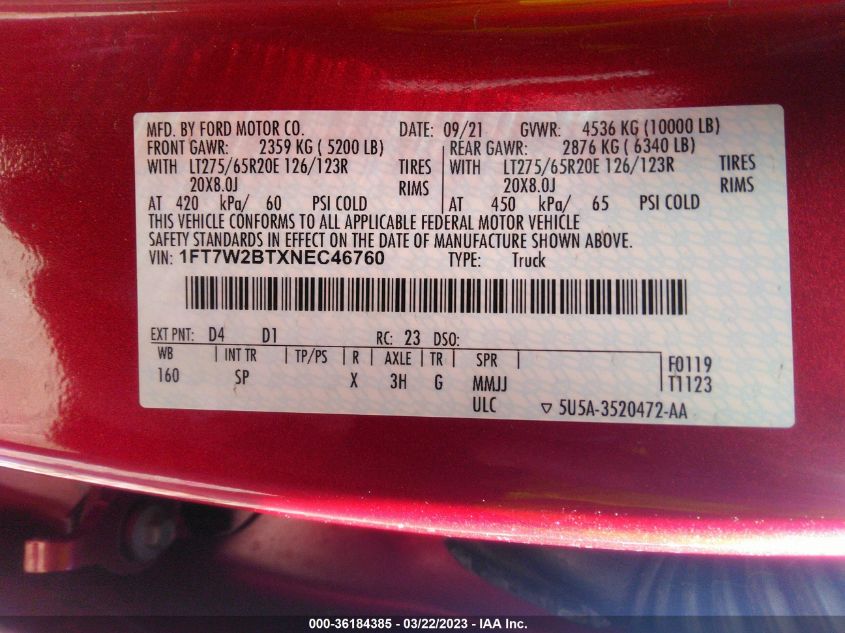 MFD. BY FORD MOTOR CO. DATE: 09/21 GVWR: 4536 KG (10000 LB)
FRONT GAWR: 2359 KG (5200 LB) REAR GAWR: 2876 KG (6340 LB)
WITH LT275/65R20E 126/123R TIRES WITH LT275/65R20E 126/123R TIRES
20X8.0J RIMS 20X8.0J RIMS
AT 420 kPa/ 60 PSI COLD AT 450 kPa/ 65 PSI COLD
THIS VEHICLE CONFORMS TO ALL APPLICABLE FEDERAL MOTOR VEHICLE
SAFETY STANDARDS IN EFFECT ON THE DATE OF MANUFACTURE SHOWN ABOVE.
VIN: 1FT7W2BTXNEC46760 TYPE: Truck
EXT PNT: D4 D1 RC: 23 DSO:
WB INT TR TP/PS R AXLE TR SPR F0119
160 SP X 3H G MMJJ T1123
ULC ▽ 5U5A-3520472-AA
000-36184385 - 03/22/2023 - IAA Inc.